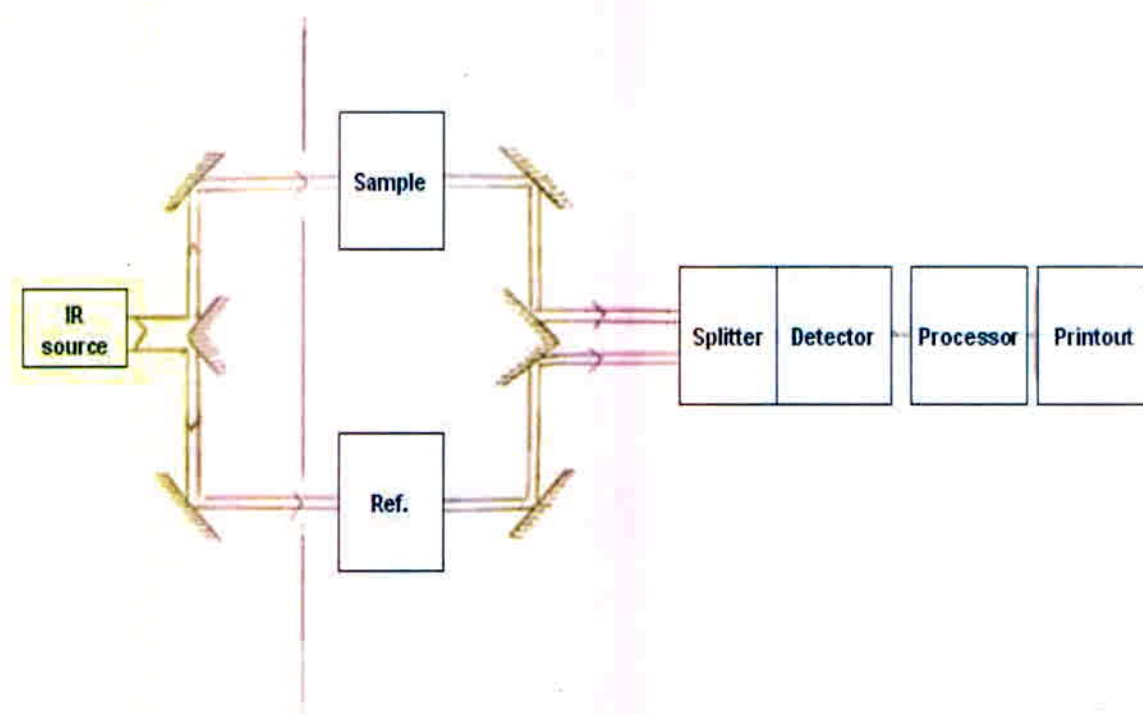 Sample
IR
source
Splitter
Detector
Processor
Printout
Ref.